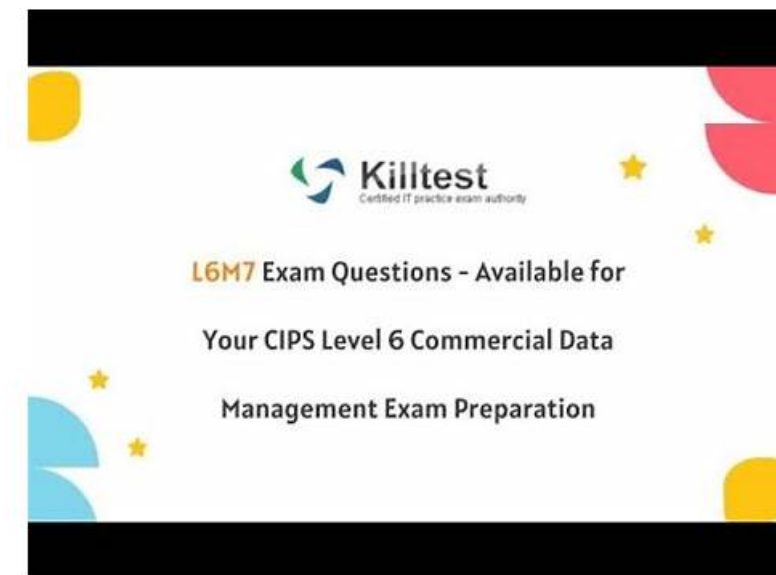 Killtest
Certified IT practice exam authority
L6M7 Exam Questions - Available for
Your CIPS Level 6 Commercial Data
Management Exam Preparation